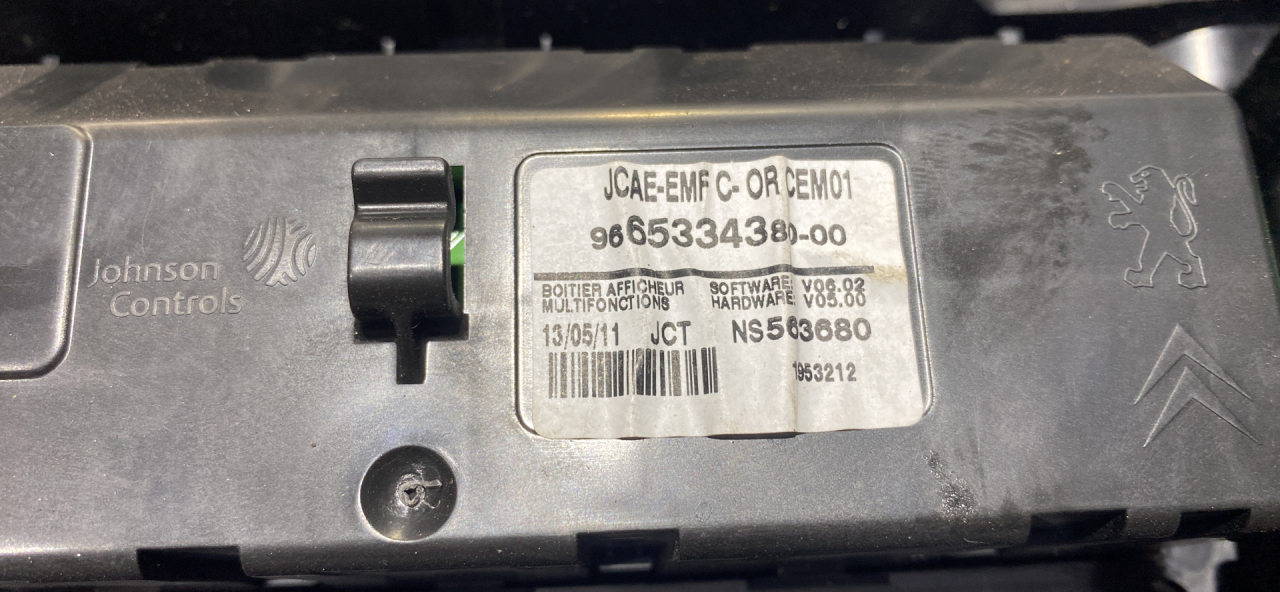 Johnson
Controls
JCAE-EMF C- OR CEM01
9665334380-00
BOITIER AFFICHEUR
MULTIFONCTIONS
SOFTWARE: V06.02
HARDWARE: V05.00
13/05/11 JCT NS563680
1953212